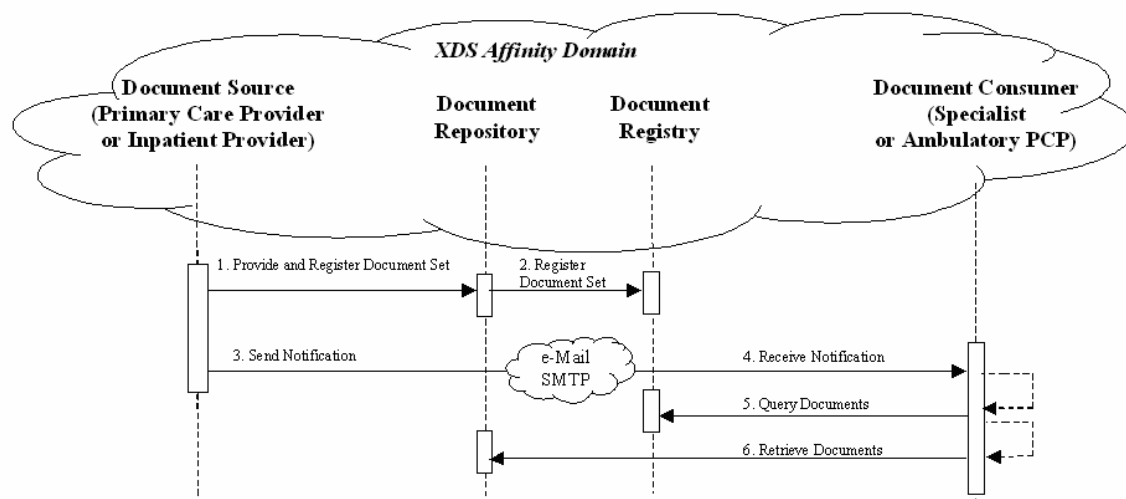 XDS Affinity Domain
Document Source
(Primary Care Provider
or Inpatient Provider)
Document
Repository
Document
Registry
Document Consumer
(Specialist
or Ambulatory PCP)
1. Provide and Register Document Set
2. Register
Document Set
3. Send Notification
e-Mail
SMTP
4. Receive Notification
5. Query Documents
6. Retrieve Documents